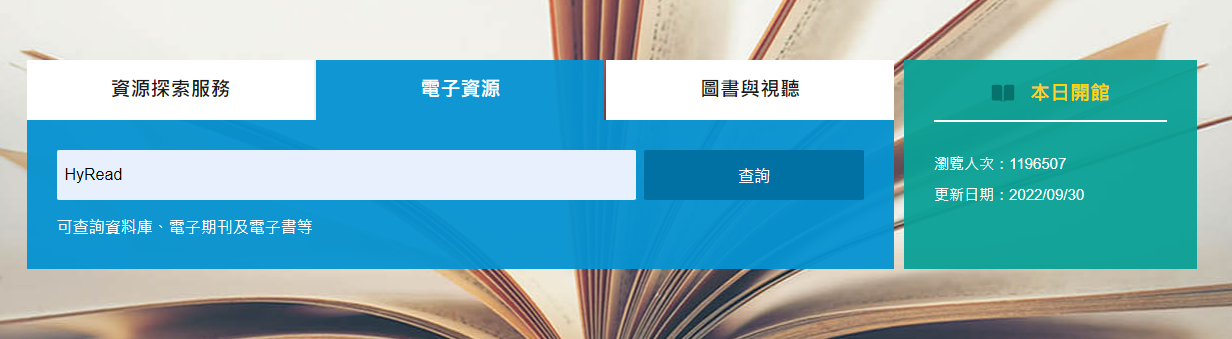 資源探索服務
電子資源
圖書與視聽
HyRead
查詢
可查詢資料庫、電子期刊及電子書等
本日開館
瀏覽人次：1196507
更新日期：2022/09/30